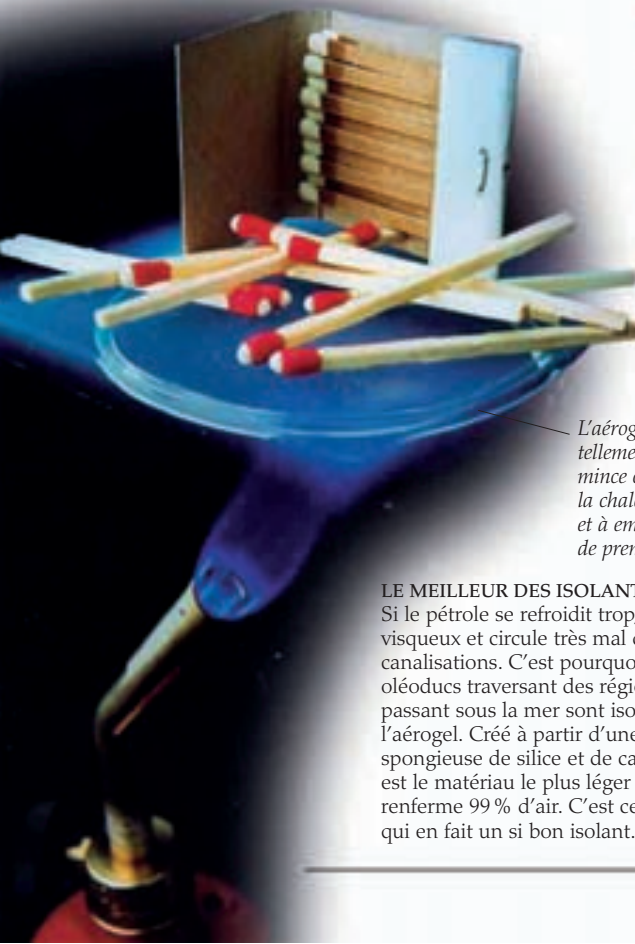 L'aérog
telleme
mince
la chal
et à em
de pren
LE MEILLEUR DES ISOLANT
Si le pétrole se refroidit trop,
visqueux et circule très mal
canalisations. C'est pourquo
oléoducs traversant des régi
passant sous la mer sont iso
l'aérogel. Créé à partir d'une
spongieuse de silice et de ca
est le matériau le plus léger
renferme 99 % d'air. C'est ce
qui en fait un si bon isolant.